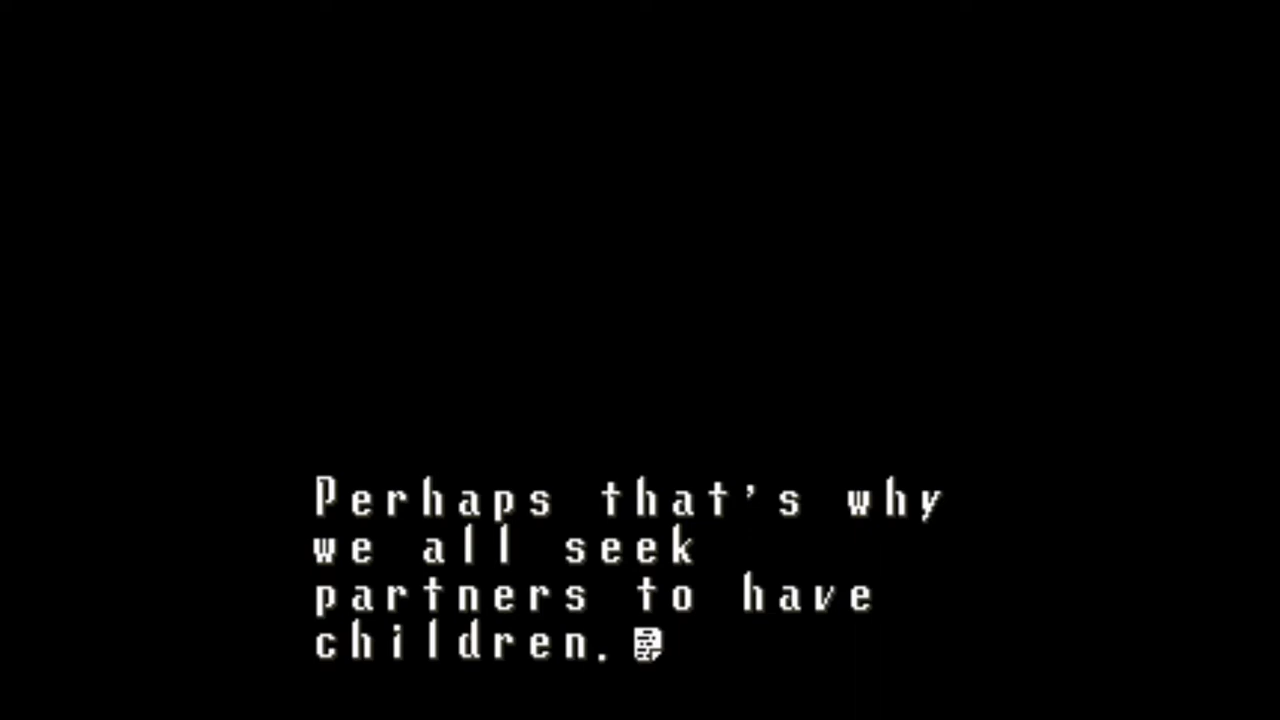 Perhaps that's why
we all seek
partners to have
children.